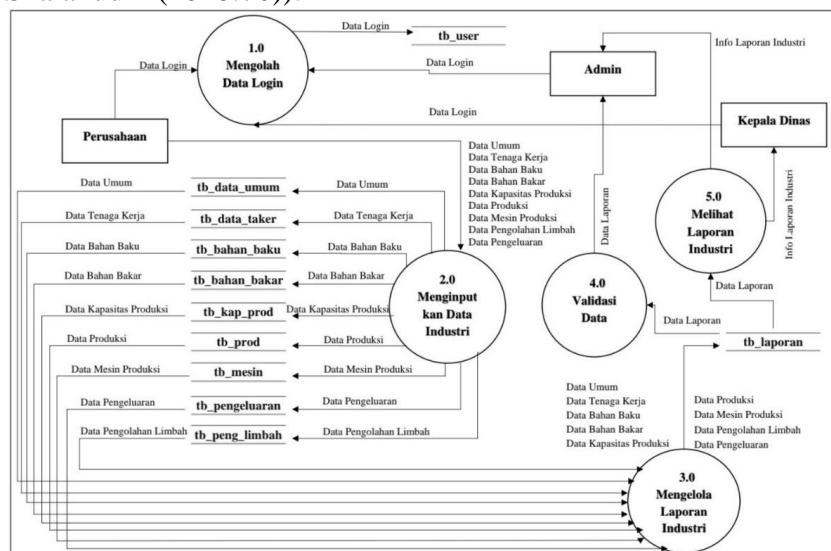 Data Login
tb_user
1.0
Mengolah
Data Login
Data Login
Data Login
Admin
Info Laporan Industri
Data Login
Kepala Dinas
Perusahaan
Data Umum
Data Tenaga Kerja
Data Bahan Baku
Data Bahan Bakar
Data Kapasitas Produksi
Data Produksi
Data Mesin Produksi
Data Pengolahan Limbah
Data Pengeluaran
Data Umum
tb_data_umum
Data Umum
Data Tenaga Kerja
tb_data_taker
Data Tenaga Kerja
Data Bahan Baku
tb_bahan_baku
Data Bahan Baku
Data Bahan Bakar
tb_bahan_bakar
Data Bahan Bakar
Data Kapasitas Produksi
tb_kap_prod
Data Kapasitas Produksi
Data Produksi
tb_prod
Data Produksi
Data Mesin Produksi
tb_mesin
Data Mesin Produksi
Data Pengeluaran
tb_pengeluaran
Data Pengeluaran
Data Pengolahan Limbah
tb_peng_limbah
Data Pengolahan Limbah
2.0
Menginput
kan Data
Industri
Data Laporan
4.0
Validasi
Data
5.0
Melihat
Laporan
Industri
Info Laporan Industri
Data Laporan
Data Laporan
tb_laporan
Data Umum
Data Tenaga Kerja
Data Bahan Baku
Data Bahan Bakar
Data Kapasitas Produksi
Data Produksi
Data Mesin Produksi
Data Pengolahan Limbah
Data Pengeluaran
3.0
Mengelola
Laporan
Industri